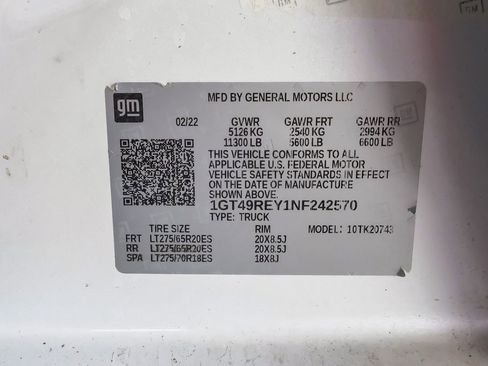 gm
MFD BY GENERAL MOTORS LLC
02/22 GVWR GAWR FRT GAWR RR
5126 KG 2540 KG 2994 KG
11300 LB 5600 LB 6600 LB
THIS VEHICLE CONFORMS TO ALL
APPLICABLE U.S. FEDERAL MOTOR
VEHICLE SAFETY STANDARDS IN EFFECT
ON THE DATE OF MANUFACTURE SHOWN ABOVE.
1GT49REY1NF242570
TYPE: TRUCK
TIRE SIZE RIM MODEL: 10TK20743
FRT LT275/65R20ES 20X8.5J
RR LT275/65R20ES 20X8.5J
SPA LT275/70R18ES 18X8J